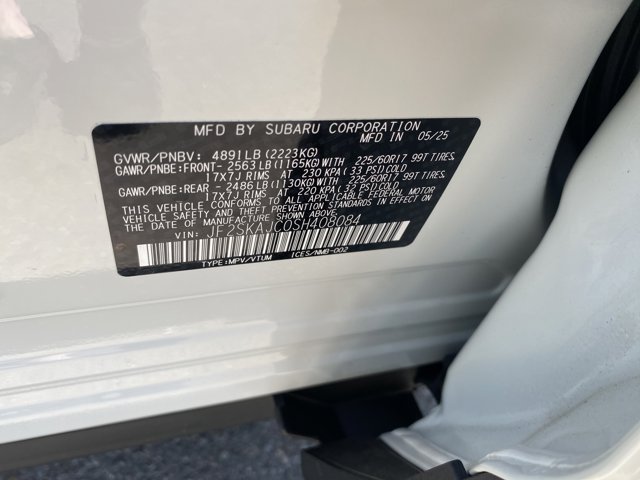 MFD BY SUBARU CORPORATION
GVWR/PNBV: 4891LB(2223KG) MFD IN 05/25
GAWR/PNBE:FRONT-2563LB(1165KG)WITH 225/60R17 99T TIRES,
17X7J RIMS AT 230 KPA(33 PSI)COLD
GAWR/PNBE:REAR -2486LB(1130KG)WITH 225/60R17 99T TIRES,
17X7J RIMS AT 220 KPA(32 PSI)COLD
THIS VEHICLE CONFORMS TO ALL APPLICABLE FEDERAL MOTOR
VEHICLE SAFETY AND THEFT PREVENTION STANDARDS IN EFFECT ON
THE DATE OF MANUFACTURE SHOWN ABOVE.
VIN: JF2SKAJC0SH408084
TYPE:MPV/VTUM ICES/NMB-002